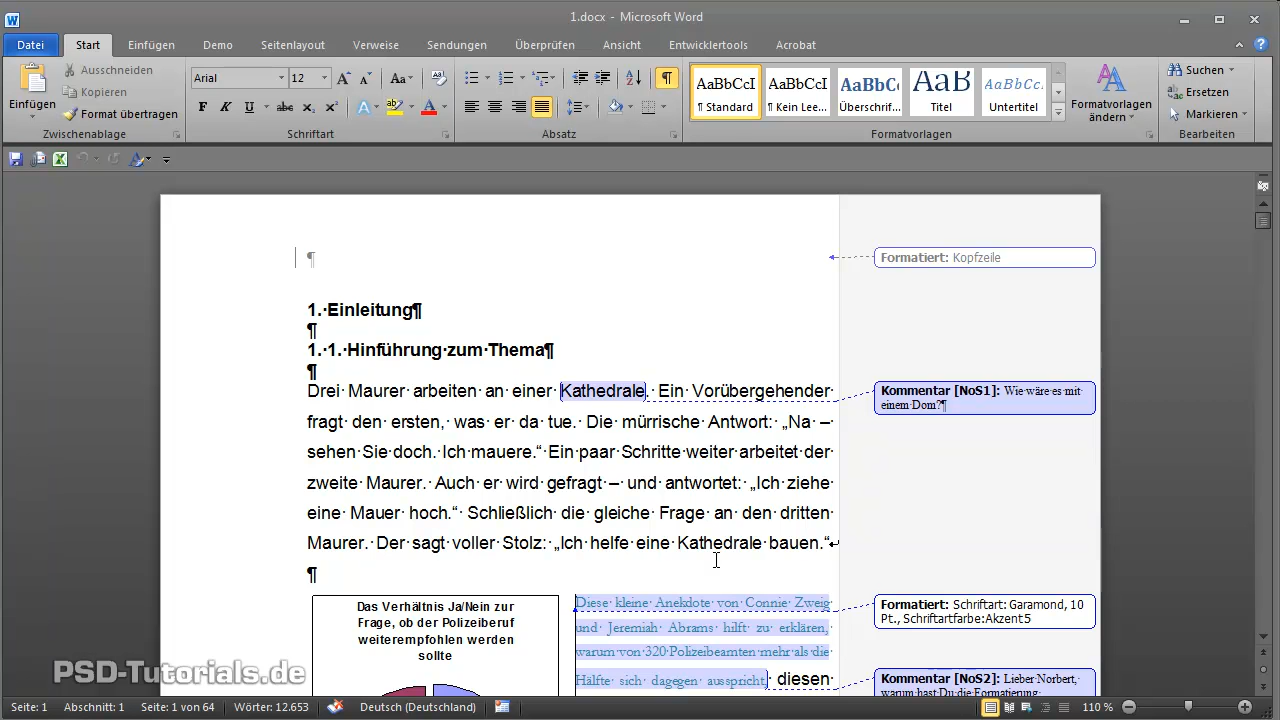 1.docx - Microsoft Word
Datei Start Einfügen Demo Seitenlayout Verweise Sendungen Überprüfen Ansicht Entwicklertools Acrobat
Einfügen
Ausschneiden
Kopieren
Format übertragen
Zwischenablage
Arial 12
Schriftart
Absatz
AaBbCcI AaBbCcI AaBbC AaB AaBbCc.
¶ Standard ¶ Kein Lee... Überschrif... Titel Untertitel
Formatvorlagen ändern
Formatvorlagen
Suchen
Ersetzen
Markieren
Bearbeiten
¶
Formatiert: Kopfzeile
1.·Einleitung¶
¶
1.·1.·Hinführung·zum·Thema¶
¶
Drei· Maurer· arbeiten· an· einer· Kathedrale.· Ein· Vorübergehender·
fragt· den· ersten,· was· er· da· tue.· Die· mürrische· Antwort:· „Na· –·
sehen· Sie· doch.· Ich· mauere.“· Ein· paar· Schritte· weiter· arbeitet· der·
zweite· Maurer.· Auch· er· wird· gefragt· –· und· antwortet:· „Ich· ziehe·
eine· Mauer· hoch.“· Schließlich· die· gleiche· Frage· an· den· dritten·
Maurer.· Der· sagt· voller· Stolz:· „Ich· helfe· eine· Kathedrale· bauen.“↵
¶
Kommentar [NoS1]: Wie·wäre·es·mit·
einem·Dom?¶
Das Verhältnis Ja/Nein zur
Frage, ob der Polizeiberuf
weiterempfohlen werden
sollte
Diese· kleine· Anekdote· von· Connie· Zweig·
und· Jeremiah· Abrams· hilft· zu· erklären,·
warum· von· 320· Polizeibeamten· mehr· als· die·
Hälfte· sich· dagegen· ausspricht,· diesen·
Formatiert: Schriftart: Garamond, 10
Pt., Schriftartfarbe: Akzent 5
Kommentar [NoS2]: Lieber·Norbert,·
warum·hast·Du·die·Formatierung·
PSD-Tutorials.de
Seite: 1 Abschnitt: 1 Seite: 1 von 64 Wörter: 12.653 Deutsch (Deutschland) 110 %